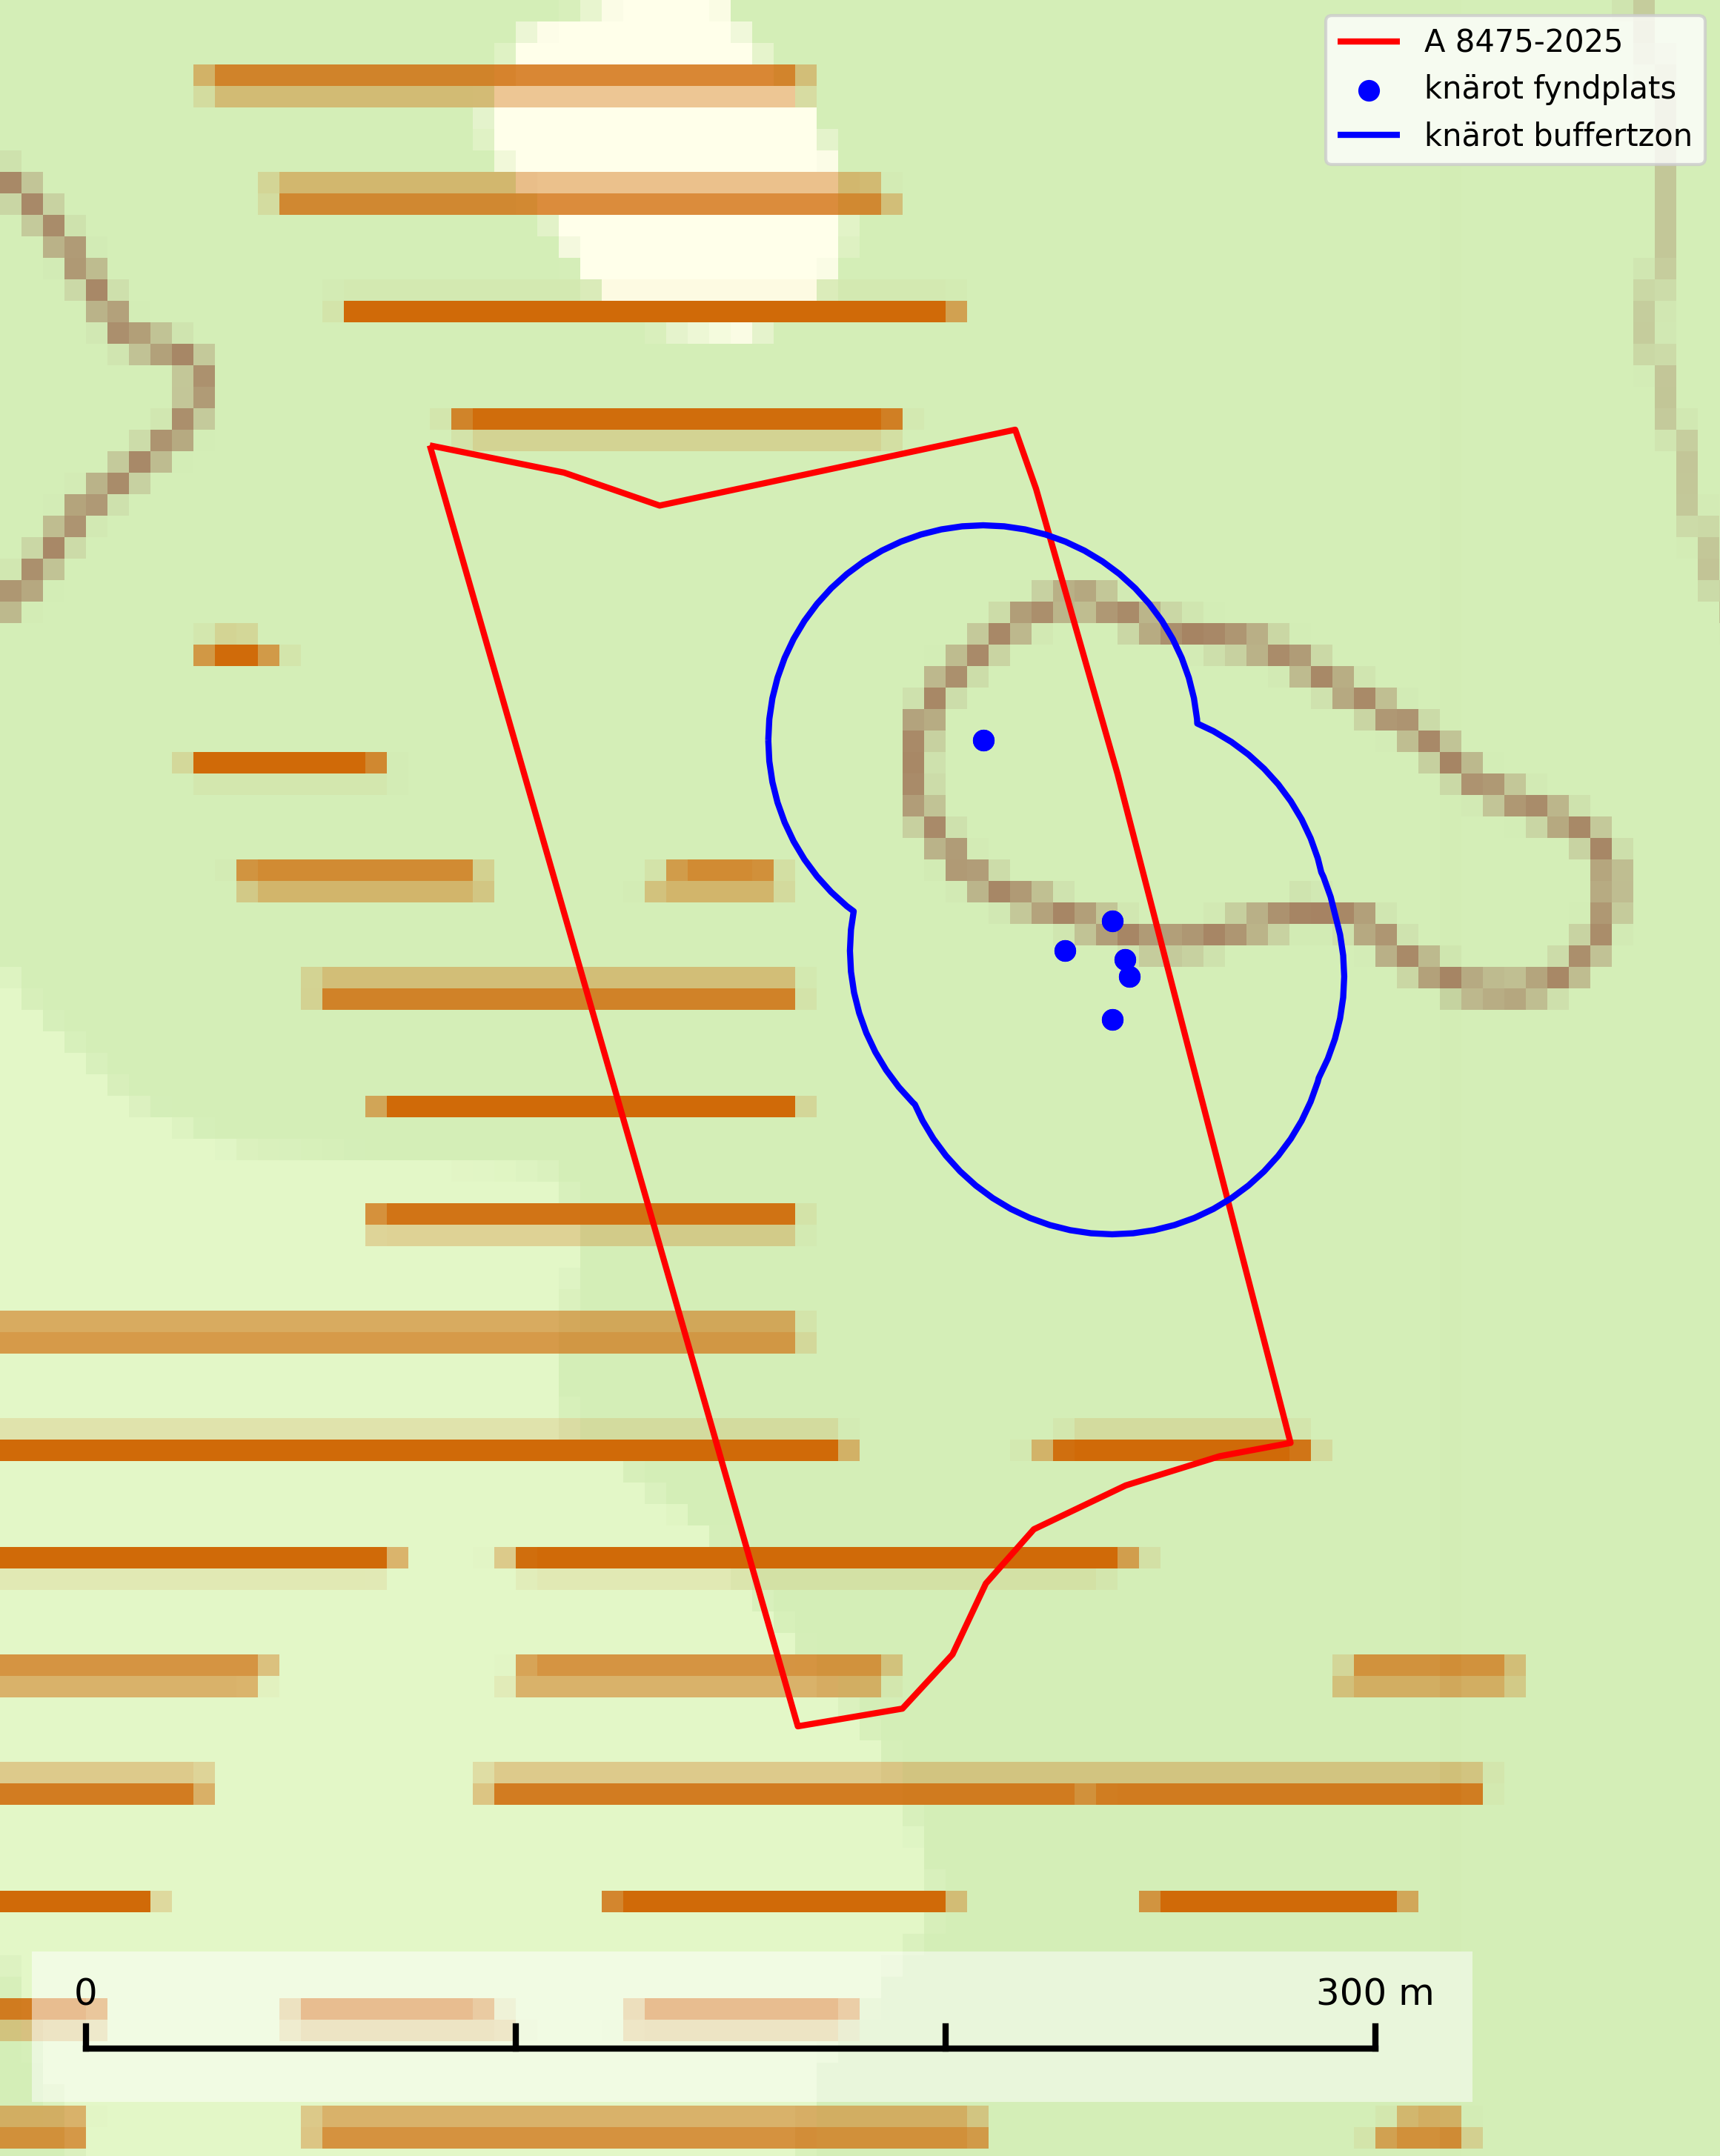 A 8475-2025
knärot fyndplats
knärot buffertzon
0 300 m